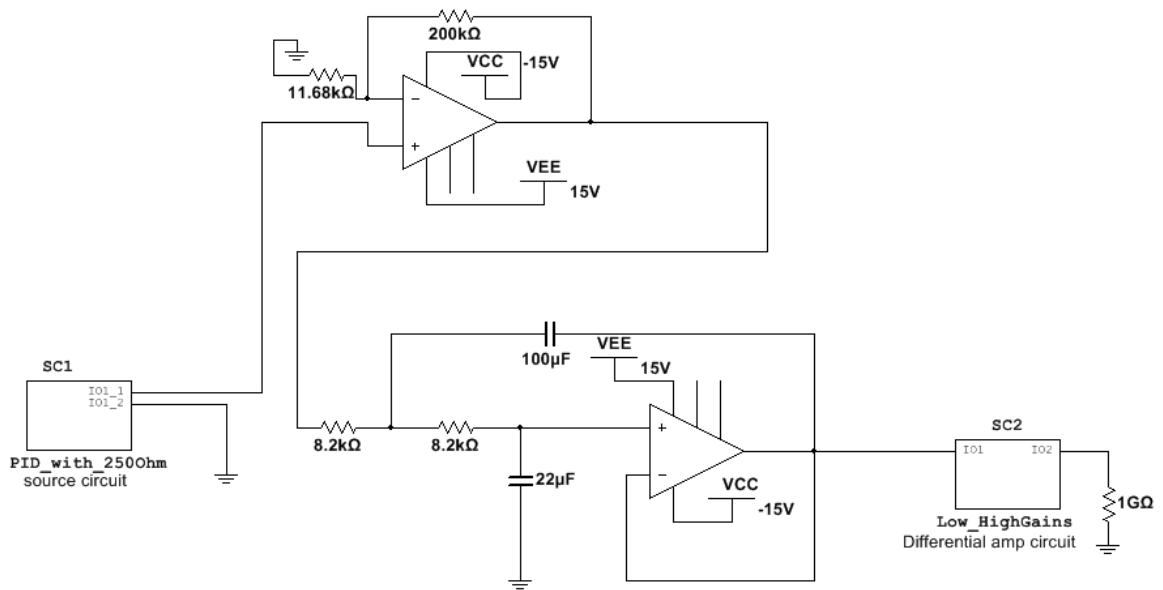 200kΩ
VCC
-15V
11.68kΩ
−
+
VEE
15V
100µF
VEE
15V
SC1
IO1_1
IO1_2
8.2kΩ
8.2kΩ
+
−
SC2
IO1
IO2
PID_with_250Ohm
source circuit
22µF
VCC
-15V
1GΩ
Low_HighGains
Differential amp circuit